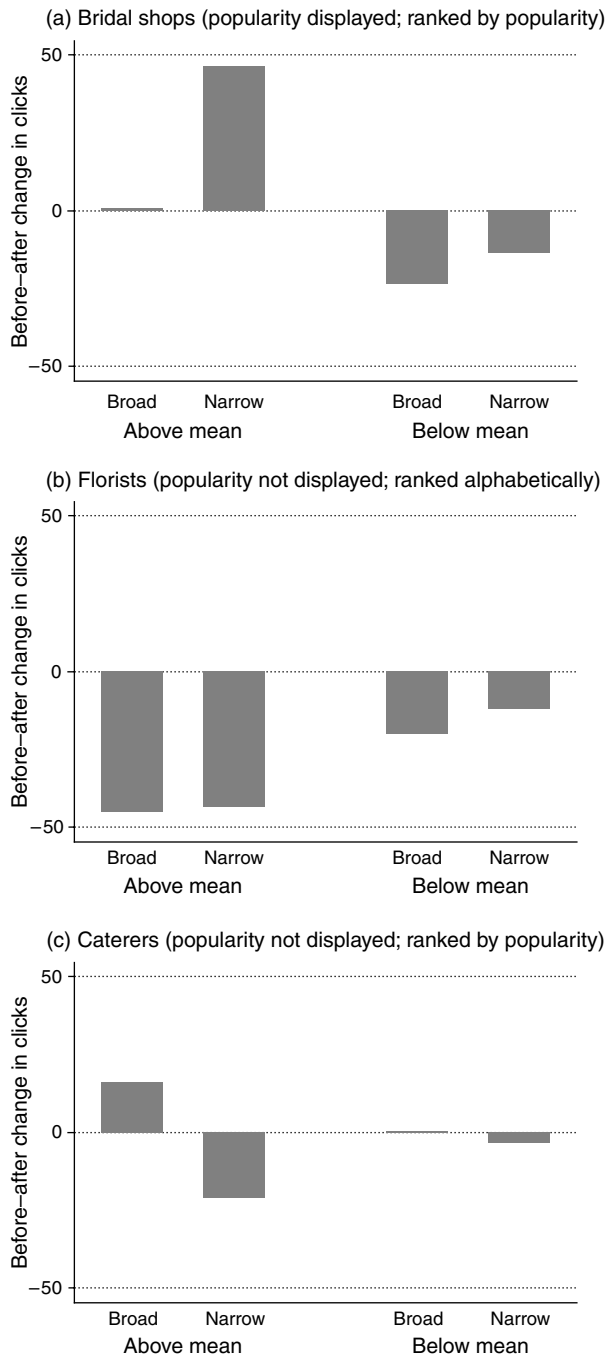 (a) Bridal shops (popularity displayed; ranked by popularity)
Before–after change in clicks
50
0
–50
Broad Narrow Broad Narrow
Above mean Below mean
(b) Florists (popularity not displayed; ranked alphabetically)
Before–after change in clicks
50
0
–50
Broad Narrow Broad Narrow
Above mean Below mean
(c) Caterers (popularity not displayed; ranked by popularity)
Before–after change in clicks
50
0
–50
Broad Narrow Broad Narrow
Above mean Below mean